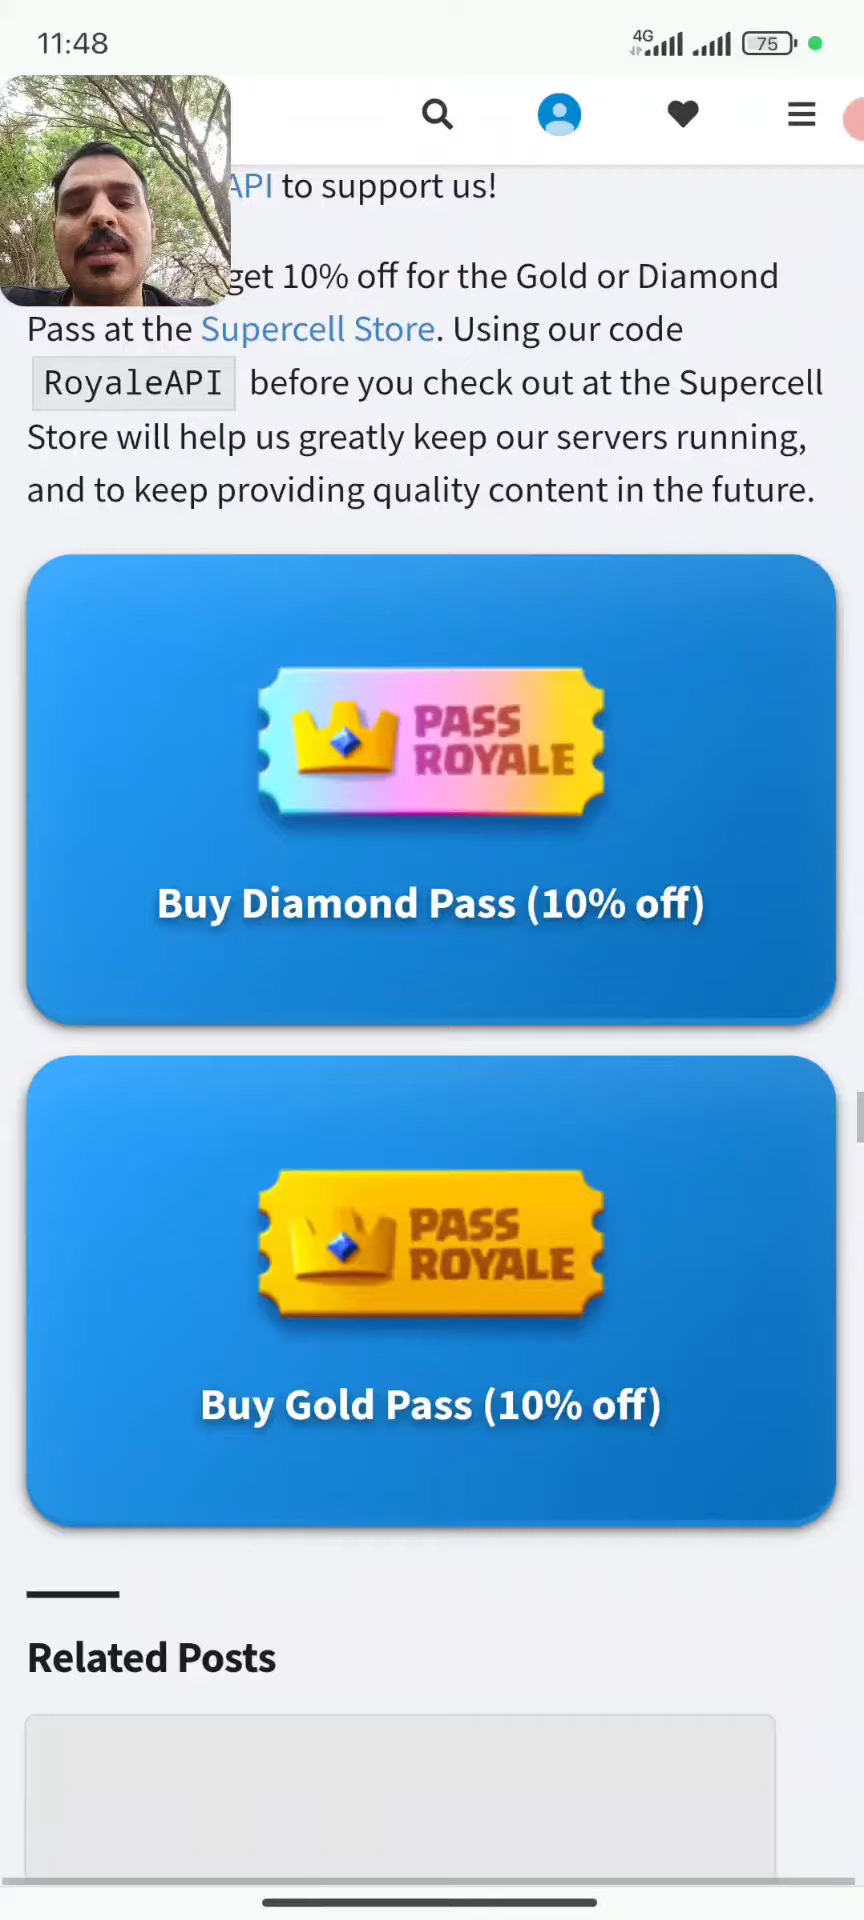 11:48
4G
75
API to support us!
get 10% off for the Gold or Diamond
Pass at the Supercell Store. Using our code
RoyaleAPI before you check out at the Supercell
Store will help us greatly keep our servers running,
and to keep providing quality content in the future.
PASS
ROYALE
Buy Diamond Pass (10% off)
PASS
ROYALE
Buy Gold Pass (10% off)
Related Posts